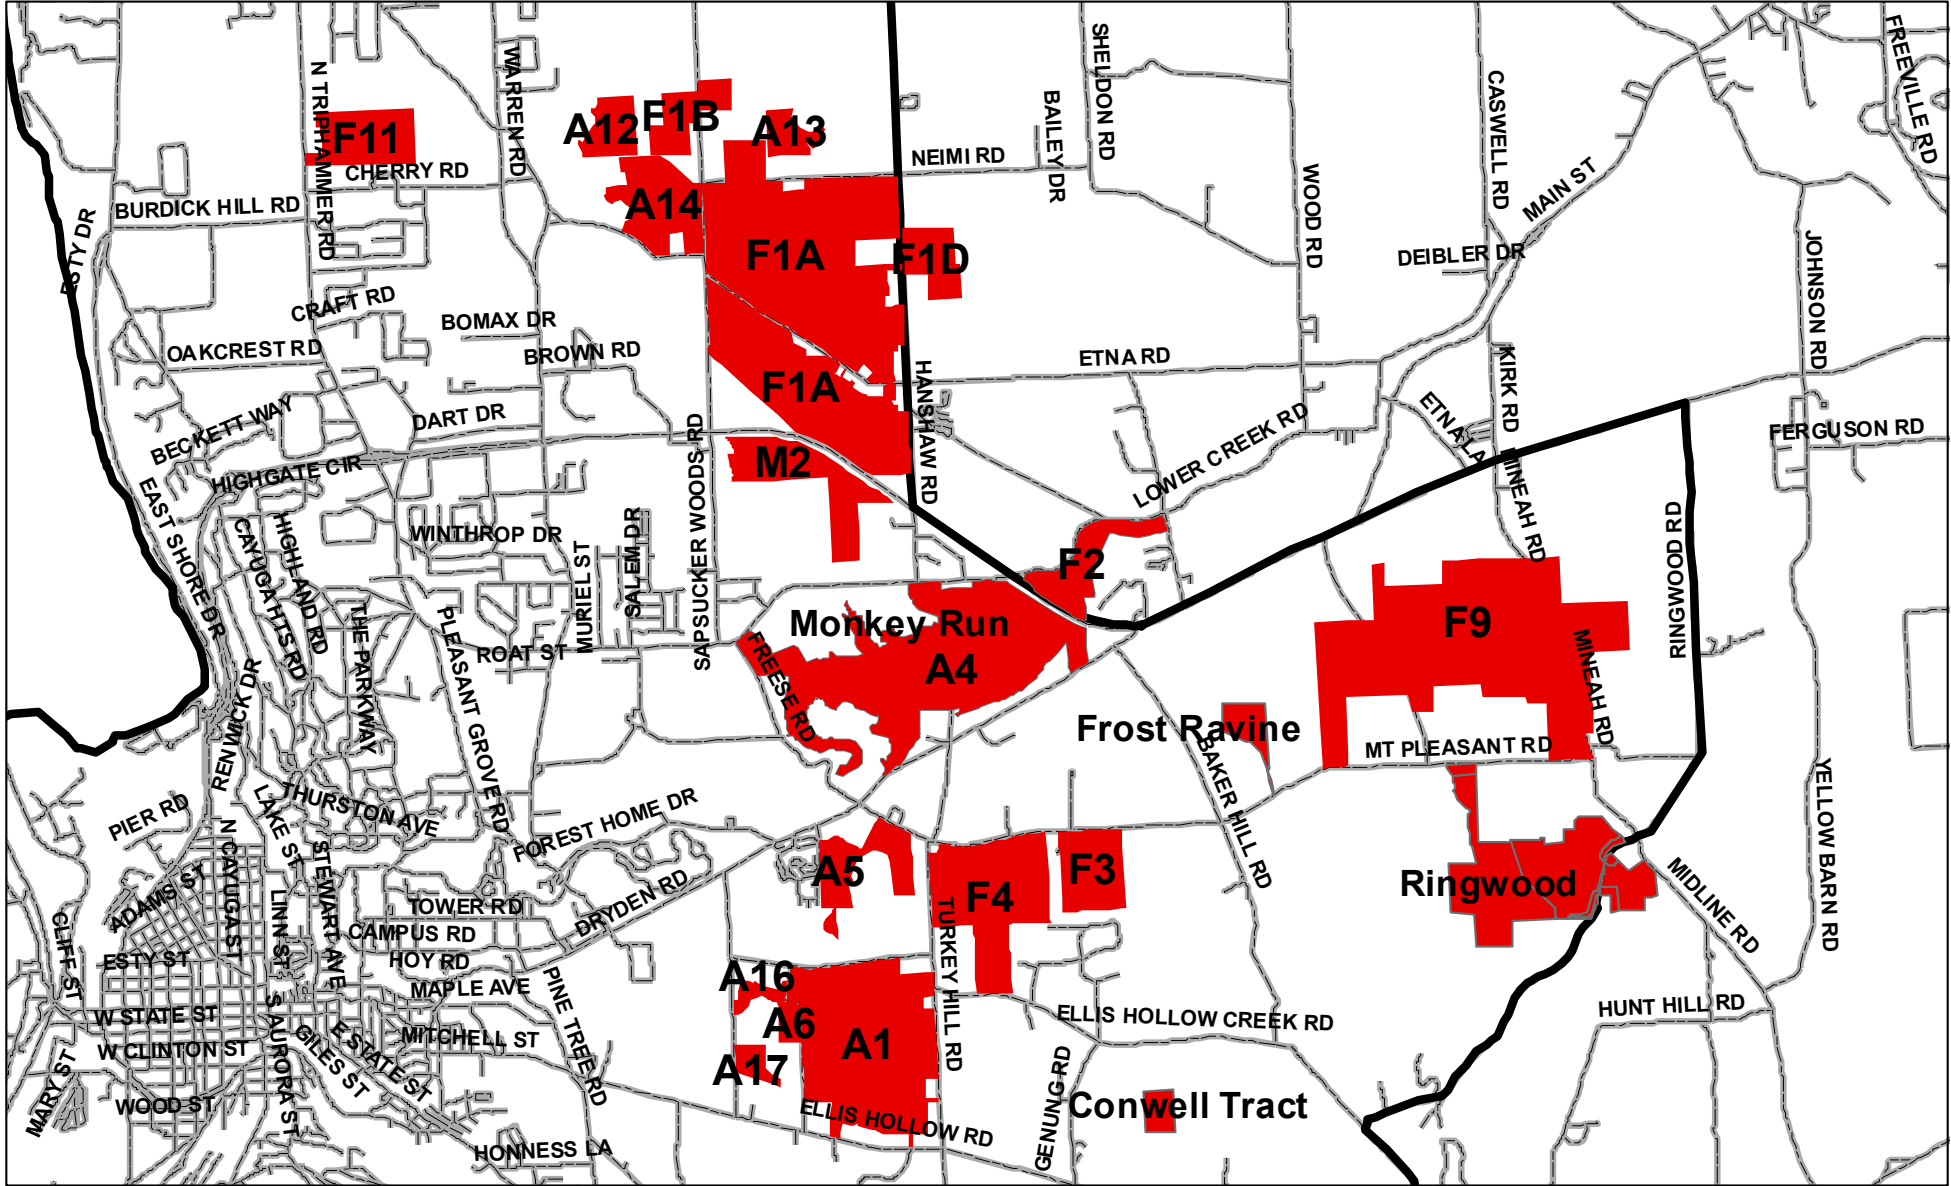 N TRIPHAMMER RD
WARREN RD
F11
CHERRY RD
BURDICK HILL RD
ESTY DR
A12
F1B
A13
A14
F1A
F1D
NEIMI RD
BAILEY DR
SHELDON RD
WOOD RD
CASWELL RD
MAIN ST
FREEVILLE RD
DEIBLER DR
JOHNSON RD
CRAFT RD
BOMAX DR
OAKCREST RD
BROWN RD
F1A
HANSHAW RD
ETNA RD
KIRK RD
ETNA LA
LOWER CREEK RD
FERGUSON RD
BECKETT WAY
DART DR
HIGHGATE CIR
SAPSUCKER WOODS RD
M2
MINEAH RD
RINGWOOD RD
EAST SHORE DR
CAYUGA HTS RD
HIGHLAND RD
WINTHROP DR
MURIEL ST
SALEM DR
F2
THE PARKWAY
PLEASANT GROVE RD
ROAT ST
Monkey Run
A4
FREESE RD
F9
MINEAH RD
RENWICK DR
Frost Ravine
BAKER HILL RD
MT PLEASANT RD
YELLOW BARN RD
PIER RD
LAKE ST
THURSTON AVE
FOREST HOME DR
N CAYUGA ST
STEWART AVE
ADAMS ST
LINN ST
TOWER RD
CAMPUS RD
HOY RD
MAPLE AVE
DRYDEN RD
A5
F4
F3
TURKEY HILL RD
Ringwood
MIDLINE RD
CLIFF ST
ESTY ST
W STATE ST
W CLINTON ST
S AURORA ST
GILES ST
E STATE ST
MITCHELL ST
PINE TREE RD
A16
A6
A17
A1
ELLIS HOLLOW CREEK RD
HUNT HILL RD
MARY ST
WOOD ST
HONNESS LA
ELLIS HOLLOW RD
GENUNG RD
Conwell Tract